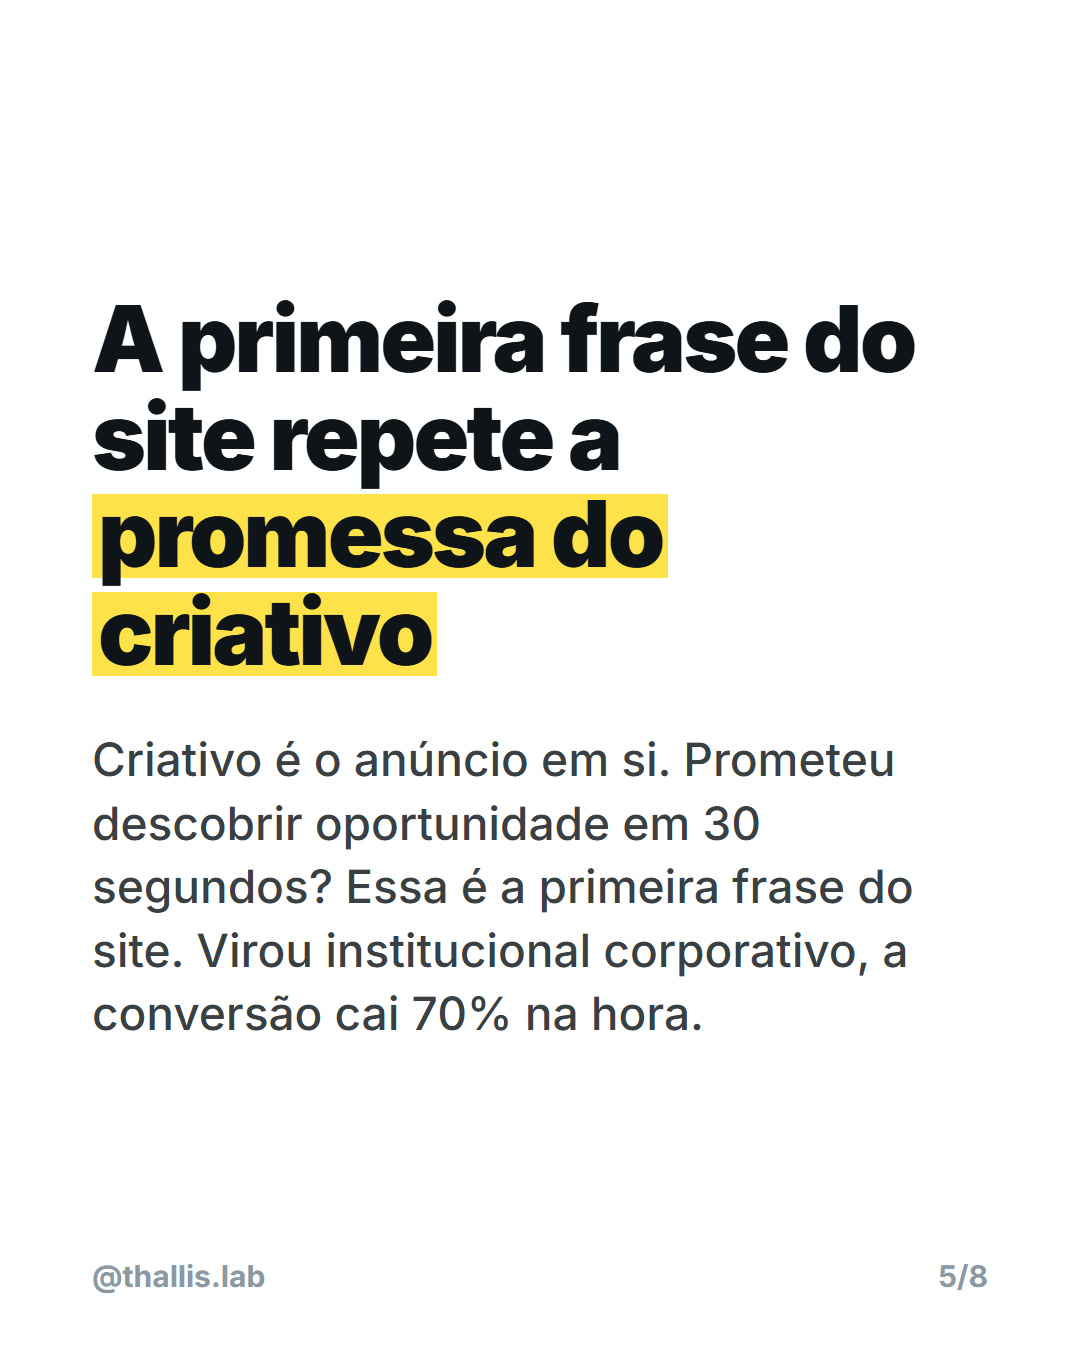 A primeira frase do
site repete a
promessa do
criativo
Criativo é o anúncio em si. Prometeu
descobrir oportunidade em 30
segundos? Essa é a primeira frase do
site. Virou institucional corporativo, a
conversão cai 70% na hora.
@thallis.lab
5/8